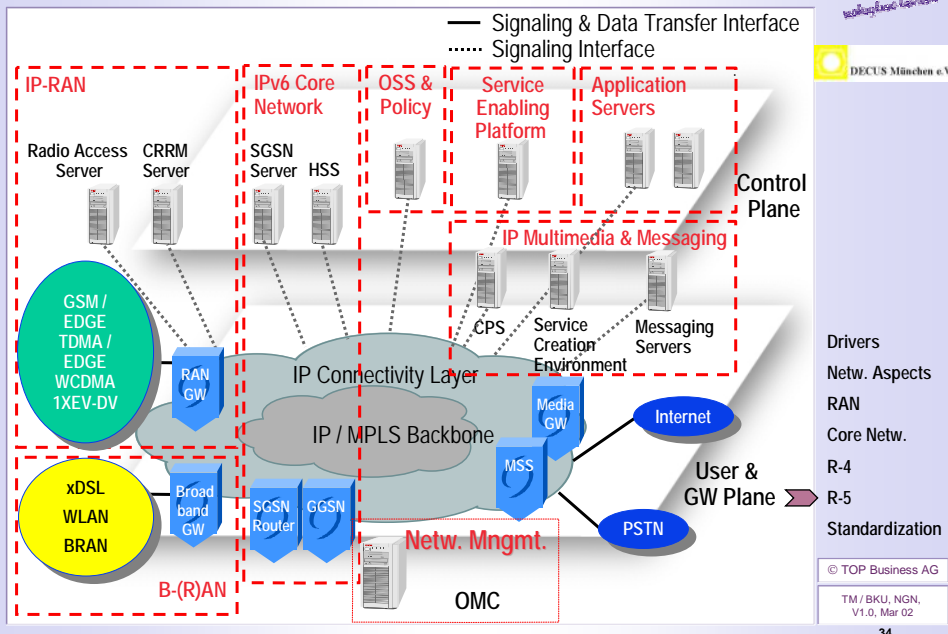 Signaling & Data Transfer Interface
Signaling Interface
DECUS München e.V
IP-RAN
IPv6 Core
Network
OSS &
Policy
Service
Enabling
Platform
Application
Servers
Radio Access
Server
CRRM
Server
SGSN
Server
HSS
Control
Plane
IP Multimedia & Messaging
CPS
Service
Creation
Environment
Messaging
Servers
GSM /
EDGE
TDMA /
EDGE
WCDMA
1XEV-DV
RAN
GW
IP Connectivity Layer
IP / MPLS Backbone
Media
GW
MSS
Internet
PSTN
User &
GW Plane
xDSL
WLAN
BRAN
Broad
band
GW
SGSN
Router
GGSN
B-(R)AN
Netw. Mngmt.
OMC
Drivers
Netw. Aspects
RAN
Core Netw.
R-4
R-5
Standardization
© TOP Business AG
TM / BKU, NGN,
V1.0, Mar 02
34